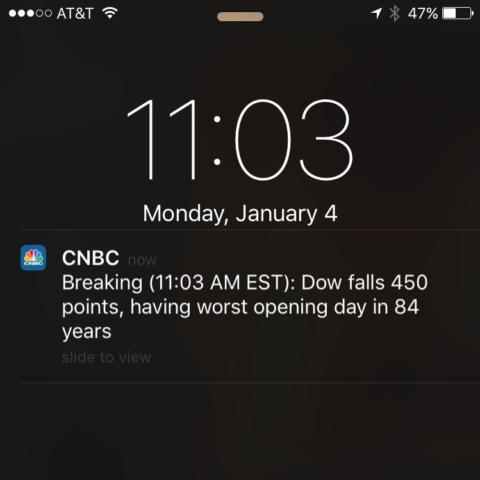 AT&T 47%
11:03
Monday, January 4
CNBC now
Breaking (11:03 AM EST): Dow falls 450
points, having worst opening day in 84
years
slide to view
CNBC